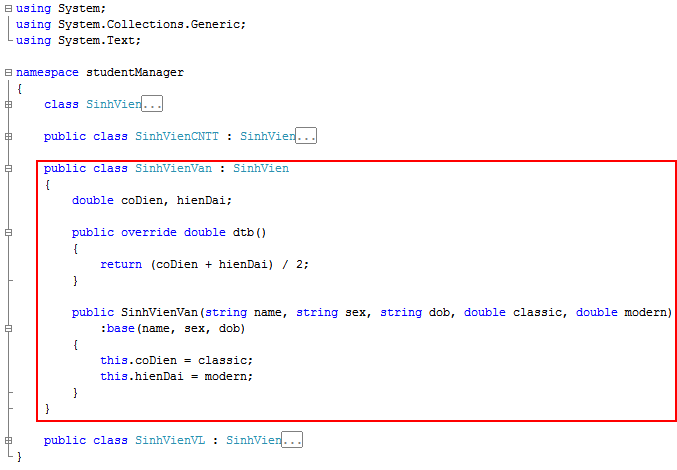 using System;
using System.Collections.Generic;
using System.Text;
namespace studentManager
{
class SinhVien...
public class SinhVienCNTT : SinhVien...
public class SinhVienVan : SinhVien
{
double coDien, hienDai;
public override double dtb()
{
return (coDien + hienDai) / 2;
}
public SinhVienVan(string name, string sex, string dob, double classic, double modern)
:base(name, sex, dob)
{
this.coDien = classic;
this.hienDai = modern;
}
}
public class SinhVienVL : SinhVien...
}